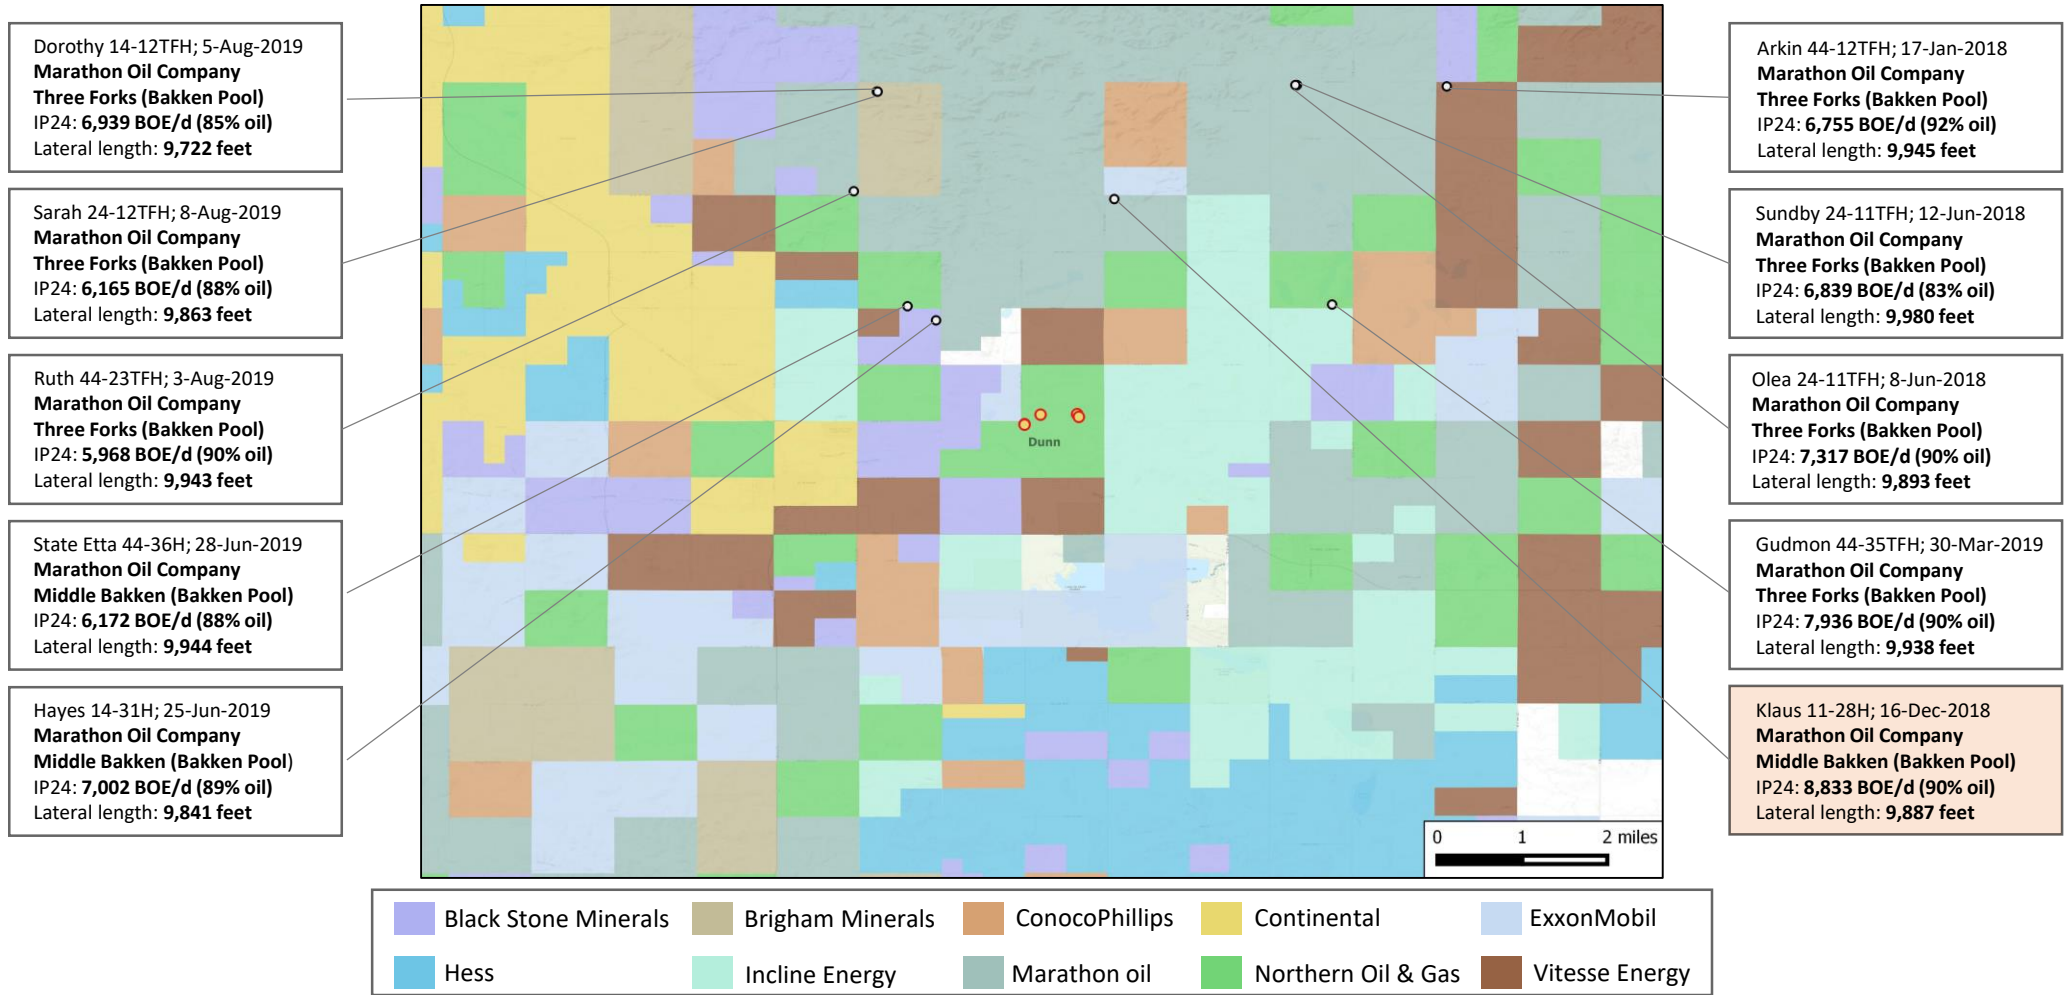 Dorothy 14-12TFH; 5-Aug-2019
Marathon Oil Company
Three Forks (Bakken Pool)
IP24: 6,939 BOE/d (85% oil)
Lateral length: 9,722 feet
Sarah 24-12TFH; 8-Aug-2019
Marathon Oil Company
Three Forks (Bakken Pool)
IP24: 6,165 BOE/d (88% oil)
Lateral length: 9,863 feet
Ruth 44-23TFH; 3-Aug-2019
Marathon Oil Company
Three Forks (Bakken Pool)
IP24: 5,968 BOE/d (90% oil)
Lateral length: 9,943 feet
State Etta 44-36H; 28-Jun-2019
Marathon Oil Company
Middle Bakken (Bakken Pool)
IP24: 6,172 BOE/d (88% oil)
Lateral length: 9,944 feet
Hayes 14-31H; 25-Jun-2019
Marathon Oil Company
Middle Bakken (Bakken Pool)
IP24: 7,002 BOE/d (89% oil)
Lateral length: 9,841 feet
Dunn
0 1 2 miles
Arkin 44-12TFH; 17-Jan-2018
Marathon Oil Company
Three Forks (Bakken Pool)
IP24: 6,755 BOE/d (92% oil)
Lateral length: 9,945 feet
Sundby 24-11TFH; 12-Jun-2018
Marathon Oil Company
Three Forks (Bakken Pool)
IP24: 6,839 BOE/d (83% oil)
Lateral length: 9,980 feet
Olea 24-11TFH; 8-Jun-2018
Marathon Oil Company
Three Forks (Bakken Pool)
IP24: 7,317 BOE/d (90% oil)
Lateral length: 9,893 feet
Gudmon 44-35TFH; 30-Mar-2019
Marathon Oil Company
Three Forks (Bakken Pool)
IP24: 7,936 BOE/d (90% oil)
Lateral length: 9,938 feet
Klaus 11-28H; 16-Dec-2018
Marathon Oil Company
Middle Bakken (Bakken Pool)
IP24: 8,833 BOE/d (90% oil)
Lateral length: 9,887 feet
Black Stone Minerals Brigham Minerals ConocoPhillips Continental ExxonMobil
Hess Incline Energy Marathon oil Northern Oil & Gas Vitesse Energy